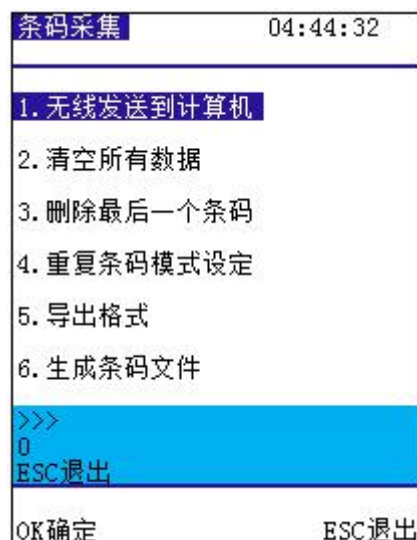 条码采集 04:44:32
1.无线发送到计算机
2.清空所有数据
3.删除最后一个条码
4.重复条码模式设定
5.导出格式
6.生成条码文件
>>>
0
ESC退出
OK确定 ESC退出